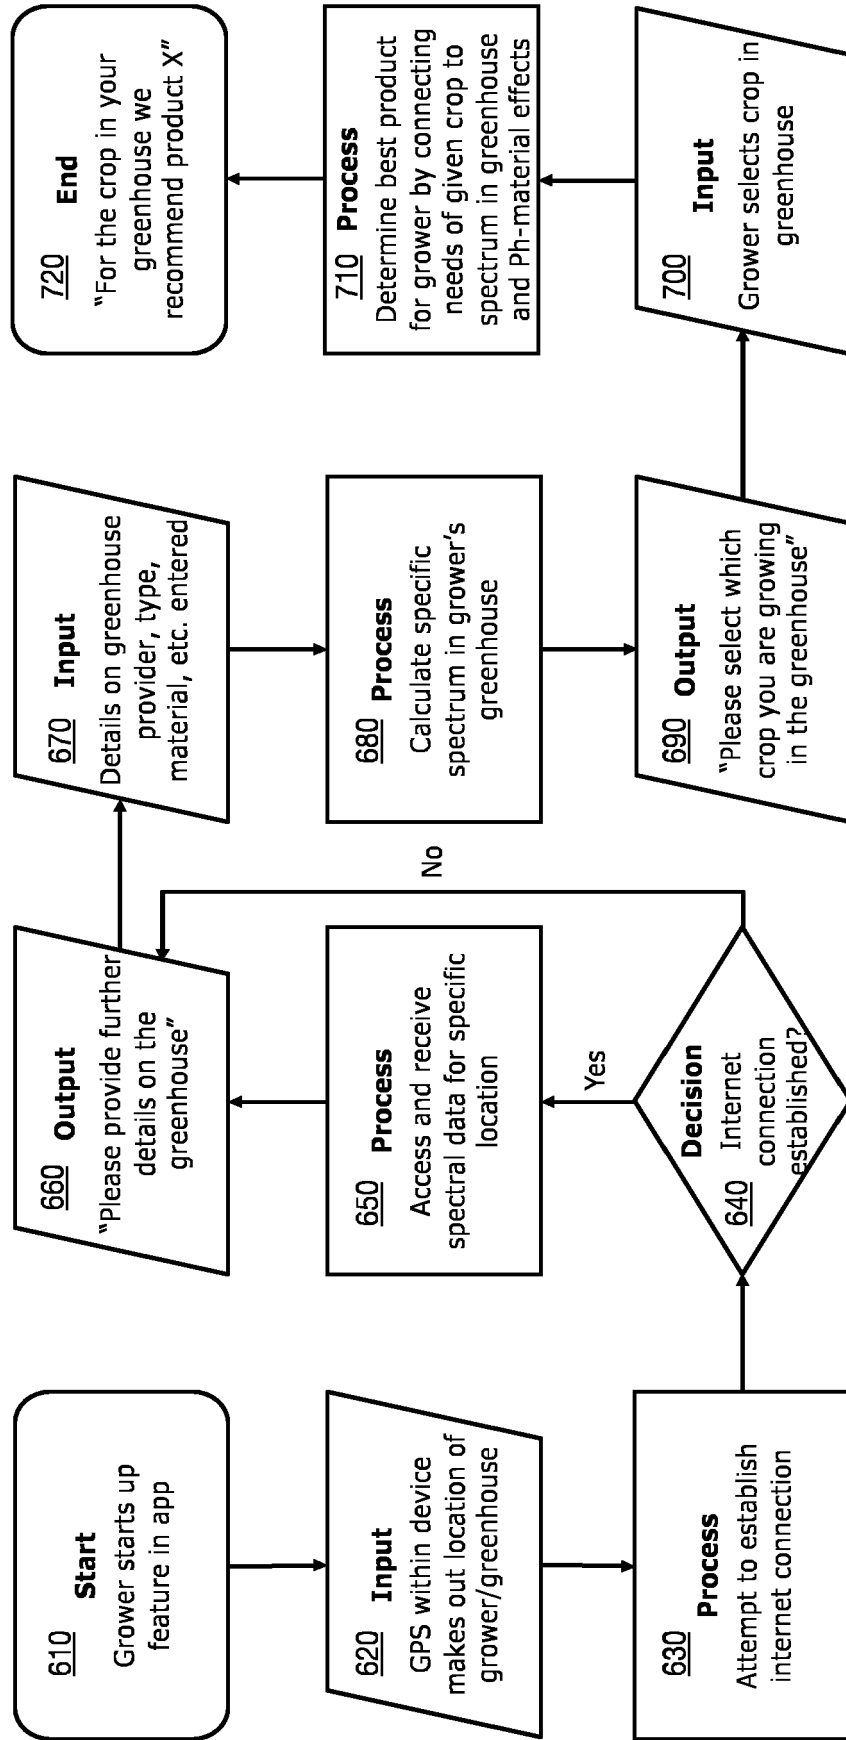 610 Start
Grower starts up
feature in app
620 Input
GPS within device
makes out location of
grower/greenhouse
630 Process
Attempt to establish
internet connection
Decision
640 Internet
connection
established?
Yes
No
650 Process
Access and receive
spectral data for specific
location
660 Output
“Please provide further
details on the
greenhouse”
670 Input
Details on greenhouse
provider, type,
material, etc. entered
680 Process
Calculate specific
spectrum in grower’s
greenhouse
690 Output
“Please select which
crop you are growing
in the greenhouse”
700 Input
Grower selects crop in
greenhouse
710 Process
Determine best product
for grower by connecting
needs of given crop to
spectrum in greenhouse
and Ph-material effects
720 End
“For the crop in your
greenhouse we
recommend product X”